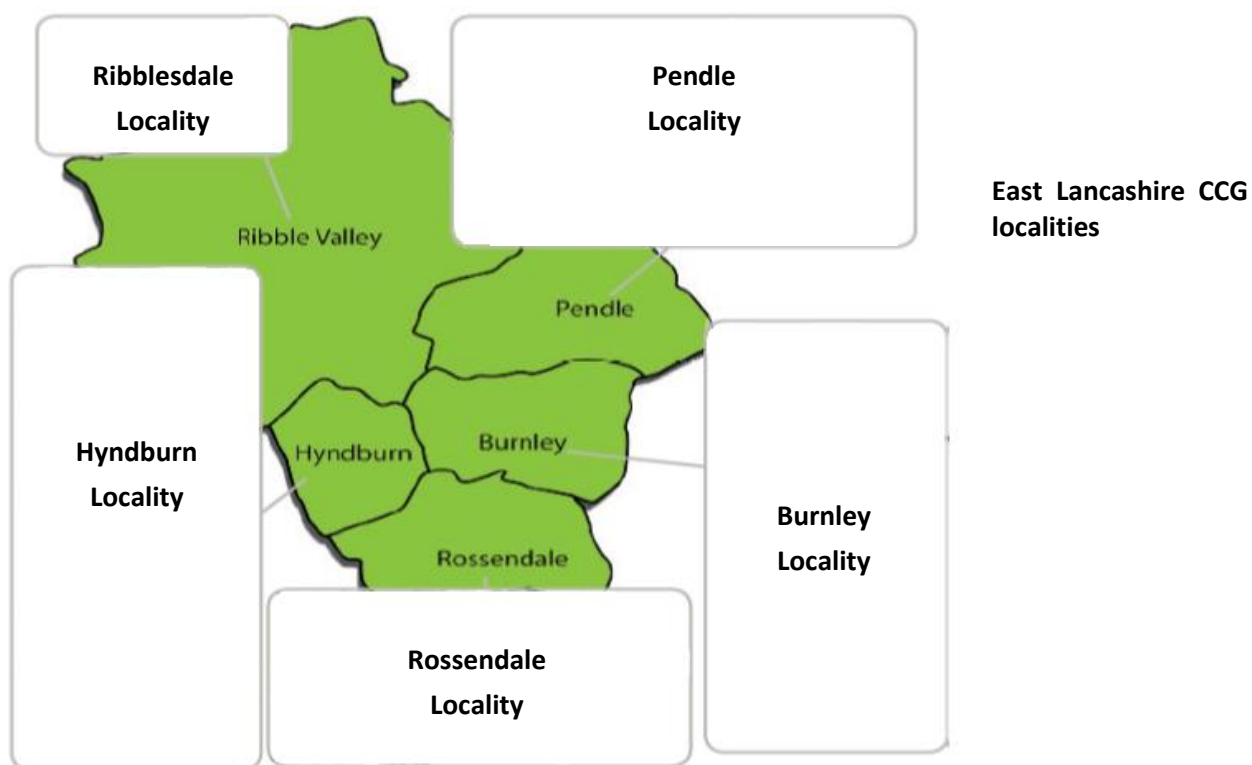 Ribblesdale
Locality
Pendle
Locality
East Lancashire CCG
localities
Ribble Valley
Pendle
Hyndburn
Locality
Hyndburn
Burnley
Burnley
Locality
Rossendale
Rossendale
Locality